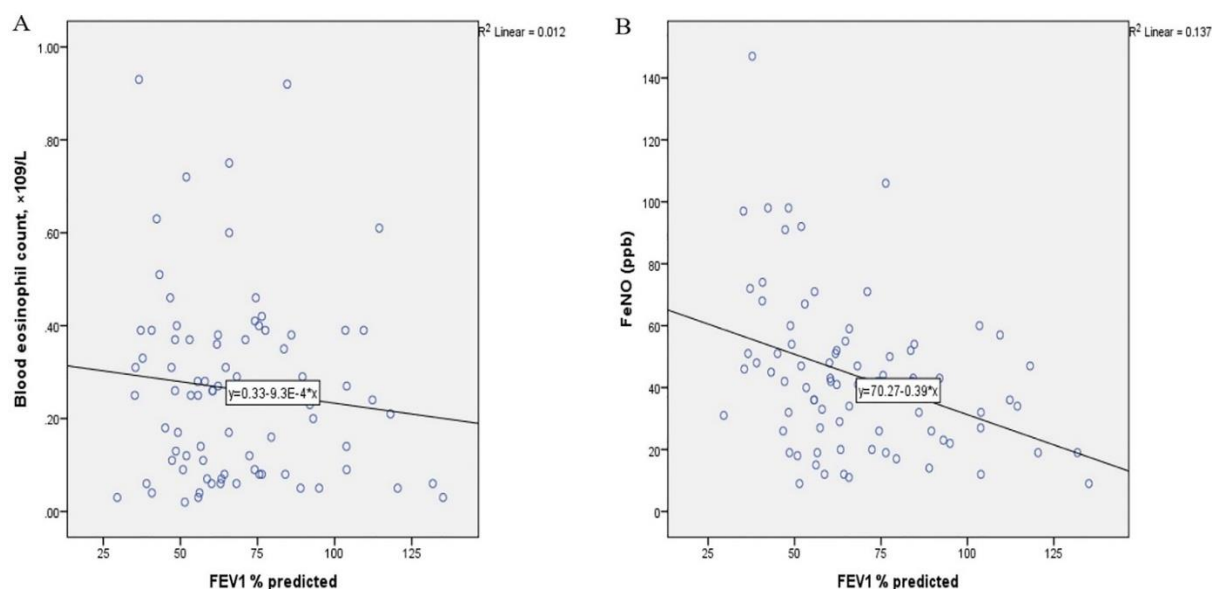 A
R² Linear = 0.012
1.00
.80
.60
.40
.20
.00
Blood eosinophil count, ×109/L
y=0.33-9.3E-4*x
25
50
75
100
125
FEV1 % predicted
B
R² Linear = 0.137
140
120
100
80
60
40
20
0
FeNO (ppb)
y=70.27-0.39*x
25
50
75
100
125
FEV1 % predicted